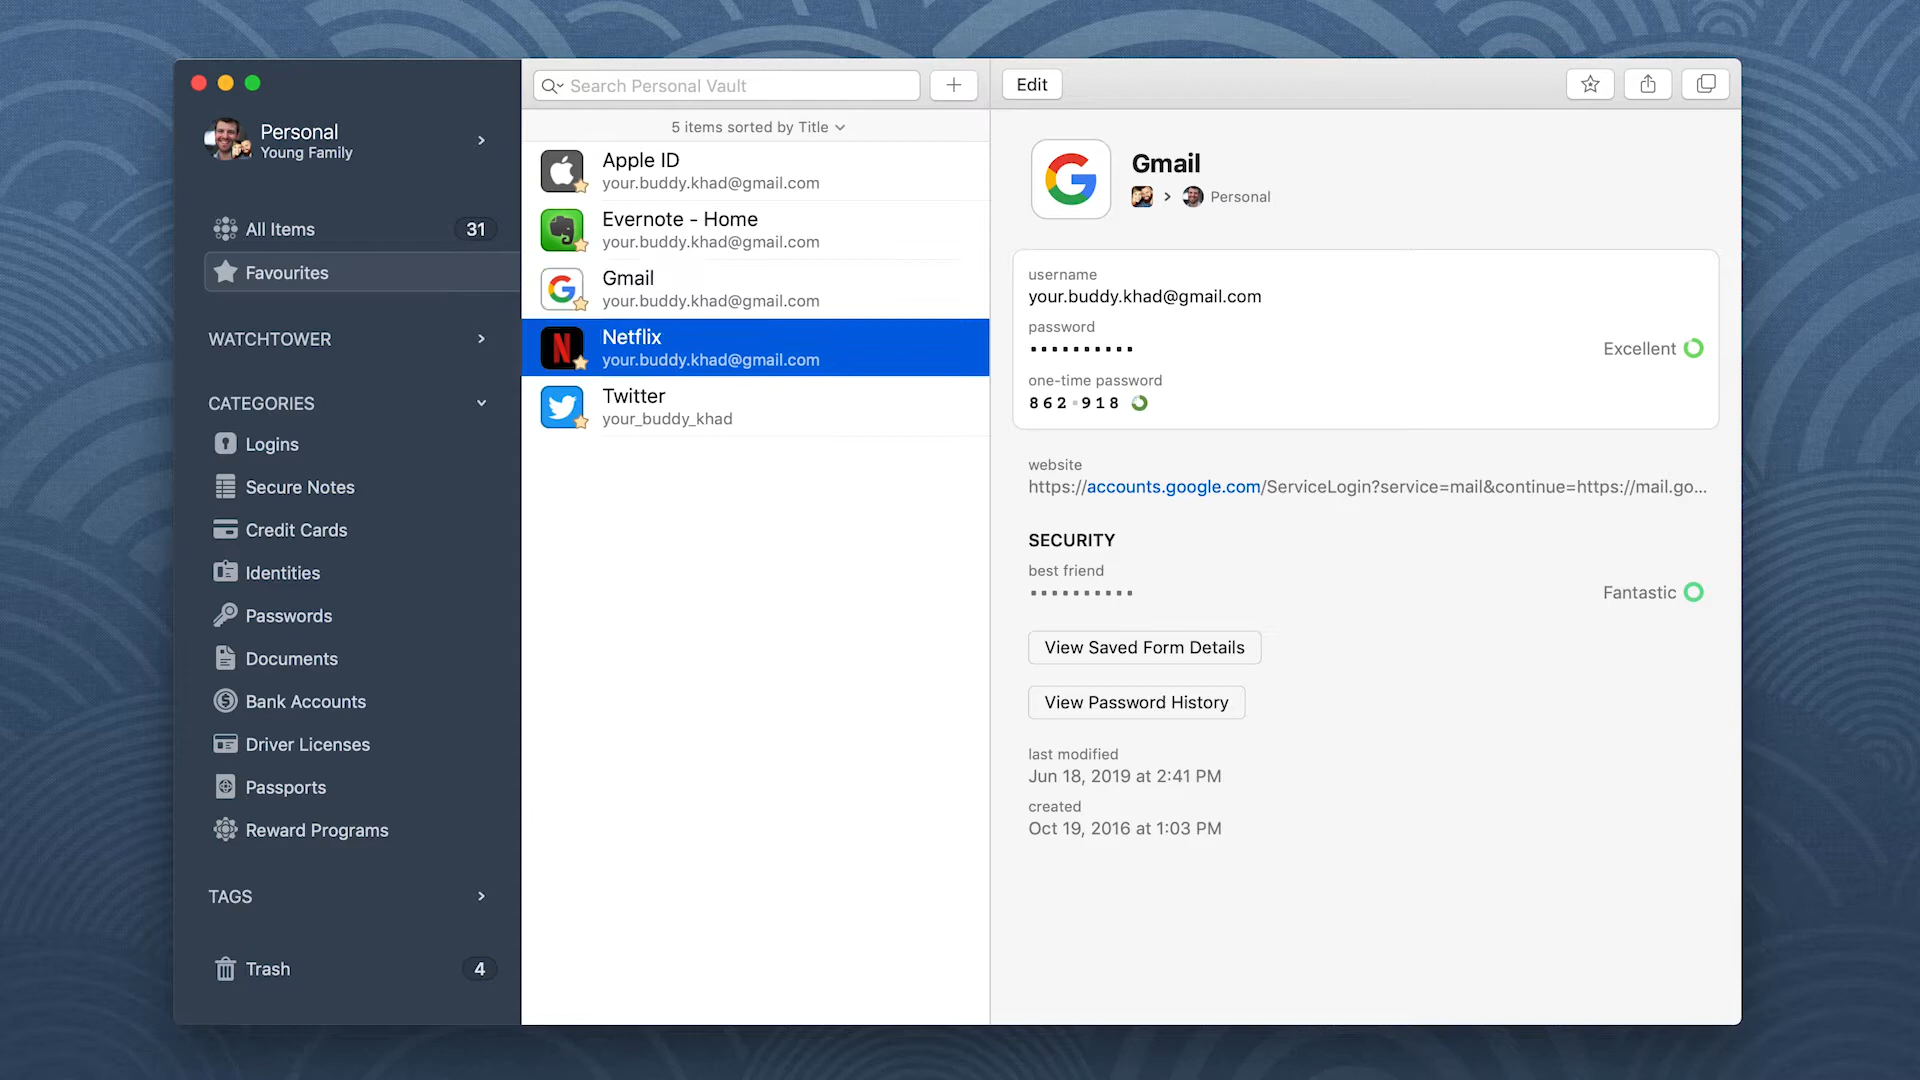 Personal
Young Family
All Items 31
Favourites
WATCHTOWER
CATEGORIES
Logins
Secure Notes
Credit Cards
Identities
Passwords
Documents
Bank Accounts
Driver Licenses
Passports
Reward Programs
TAGS
Trash 4
Search Personal Vault
5 items sorted by Title
Apple ID
your.buddy.khad@gmail.com
Evernote - Home
your.buddy.khad@gmail.com
Gmail
your.buddy.khad@gmail.com
Netflix
your.buddy.khad@gmail.com
Twitter
your_buddy_khad
Edit
Gmail
Personal
username
your.buddy.khad@gmail.com
password
•••••••••• Excellent
one-time password
862•918
website
https://accounts.google.com/ServiceLogin?service=mail&continue=https://mail.go...
SECURITY
best friend
•••••••••• Fantastic
View Saved Form Details
View Password History
last modified
Jun 18, 2019 at 2:41 PM
created
Oct 19, 2016 at 1:03 PM